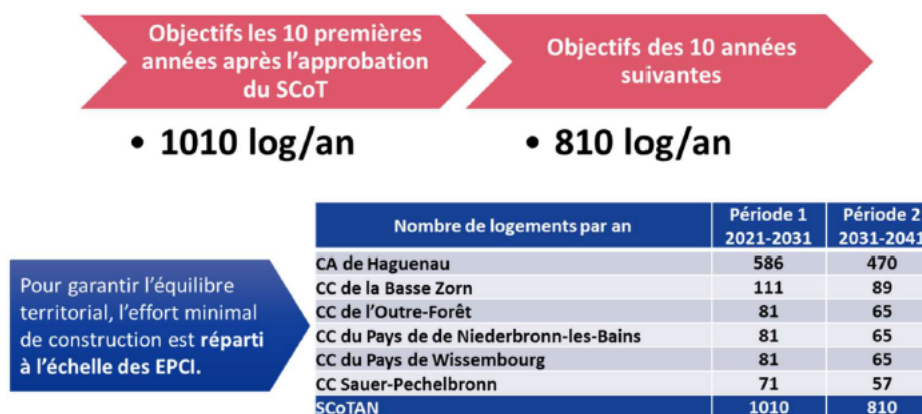 Objectifs les 10 premières
années après l’approbation
du SCoT
Objectifs des 10 années
suivantes
• 1010 log/an
• 810 log/an
Pour garantir l’équilibre
territorial, l’effort minimal
de construction est réparti
à l’échelle des EPCI.
Nombre de logements par an Période 1 2021-2031 Période 2 2031-2041
CA de Haguenau 586 470
CC de la Basse Zorn 111 89
CC de l’Outre-Forêt 81 65
CC du Pays de de Niederbronn-les-Bains 81 65
CC du Pays de Wissembourg 81 65
CC Sauer-Pechelbronn 71 57
SCoTAN 1010 810